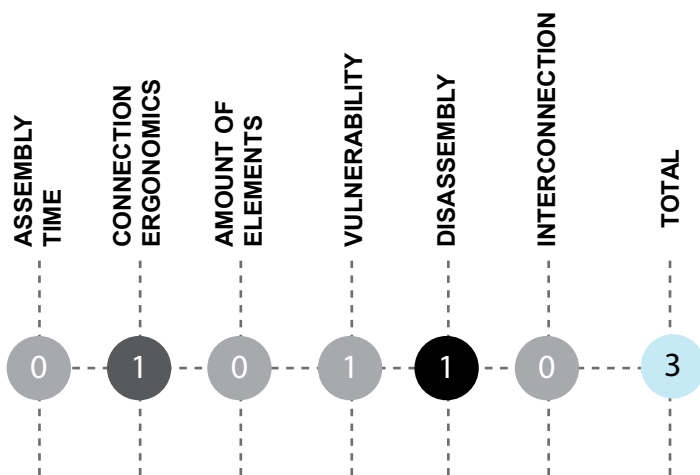 ASSEMBLY
TIME
CONNECTION
ERGONOMICS
AMOUNT OF
ELEMENTS
VULNERABILITY
DISASSEMBLY
INTERCONNECTION
TOTAL
0
1
0
1
1
0
3